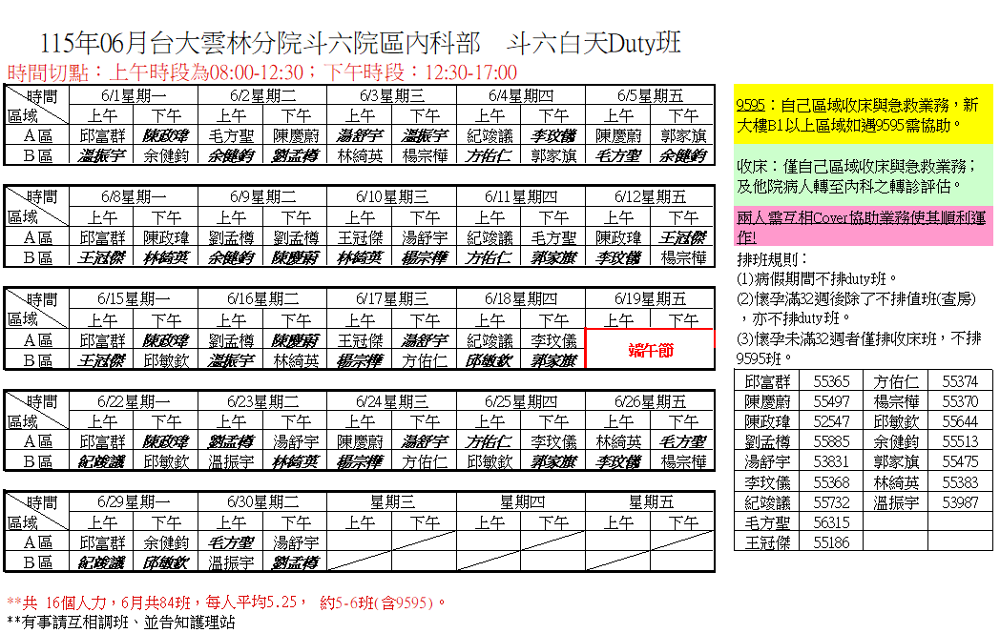 115年06月台大雲林分院斗六院區內科部　斗六白天Duty班
時間切點：上午時段為08:00-12:30；下午時段：12:30-17:00
時間 6/1星期一 6/2星期二 6/3星期三 6/4星期四 6/5星期五
區域 上午 下午 上午 下午 上午 下午 上午 下午 上午 下午
A區 邱富群 陳政瑋 毛方聖 陳慶蔚 湯舒宇 溫振宇 紀竣議 李玟儀 陳慶蔚 郭家旗
B區 溫振宇 余健鈞 余健鈞 劉孟樽 林綺英 楊宗樺 方佑仁 郭家旗 毛方聖 余健鈞
時間 6/8星期一 6/9星期二 6/10星期三 6/11星期四 6/12星期五
區域 上午 下午 上午 下午 上午 下午 上午 下午 上午 下午
A區 邱富群 陳政瑋 劉孟樽 劉孟樽 王冠傑 湯舒宇 紀竣議 毛方聖 陳政瑋 王冠傑
B區 王冠傑 林綺英 余健鈞 陳慶蔚 林綺英 楊宗樺 方佑仁 郭家旗 李玟儀 楊宗樺
時間 6/15星期一 6/16星期二 6/17星期三 6/18星期四 6/19星期五
區域 上午 下午 上午 下午 上午 下午 上午 下午 上午 下午
A區 邱富群 陳政瑋 劉孟樽 陳慶蔚 王冠傑 湯舒宇 紀竣議 李玟儀 端午節
B區 王冠傑 邱敏欽 溫振宇 林綺英 楊宗樺 方佑仁 邱敏欽 郭家旗
時間 6/22星期一 6/23星期二 6/24星期三 6/25星期四 6/26星期五
區域 上午 下午 上午 下午 上午 下午 上午 下午 上午 下午
A區 邱富群 陳政瑋 劉孟樽 湯舒宇 陳慶蔚 湯舒宇 方佑仁 李玟儀 林綺英 毛方聖
B區 紀竣議 邱敏欽 溫振宇 林綺英 楊宗樺 方佑仁 邱敏欽 郭家旗 李玟儀 楊宗樺
時間 6/29星期一 6/30星期二 星期三 星期四 星期五
區域 上午 下午 上午 下午 上午 下午 上午 下午 上午 下午
A區 邱富群 余健鈞 毛方聖 湯舒宇
B區 紀竣議 邱敏欽 溫振宇 劉孟樽
**共 16個人力，6月共84班，每人平均5.25， 約5-6班(含9595)。
**有事請互相調班、並告知護理站
9595：自己區域收床與急救業務，新
大樓B1以上區域如遇9595需協助。
收床：僅自己區域收床與急救業務；
及他院病人轉至內科之轉診評估。
兩人需互相Cover協助業務使其順利運
作!
排班規則：
(1)病假期間不排duty班。
(2)懷孕滿32週後除了不排值班(查房)
，亦不排duty班。
(3)懷孕未滿32週者僅排收床班，不排
9595班。
邱富群 55365 方佑仁 55374
陳慶蔚 55497 楊宗樺 55370
陳政瑋 52547 邱敏欽 55644
劉孟樽 55885 余健鈞 55513
湯舒宇 53831 郭家旗 55475
李玟儀 55368 林綺英 55383
紀竣議 55732 溫振宇 53987
毛方聖 56315
王冠傑 55186